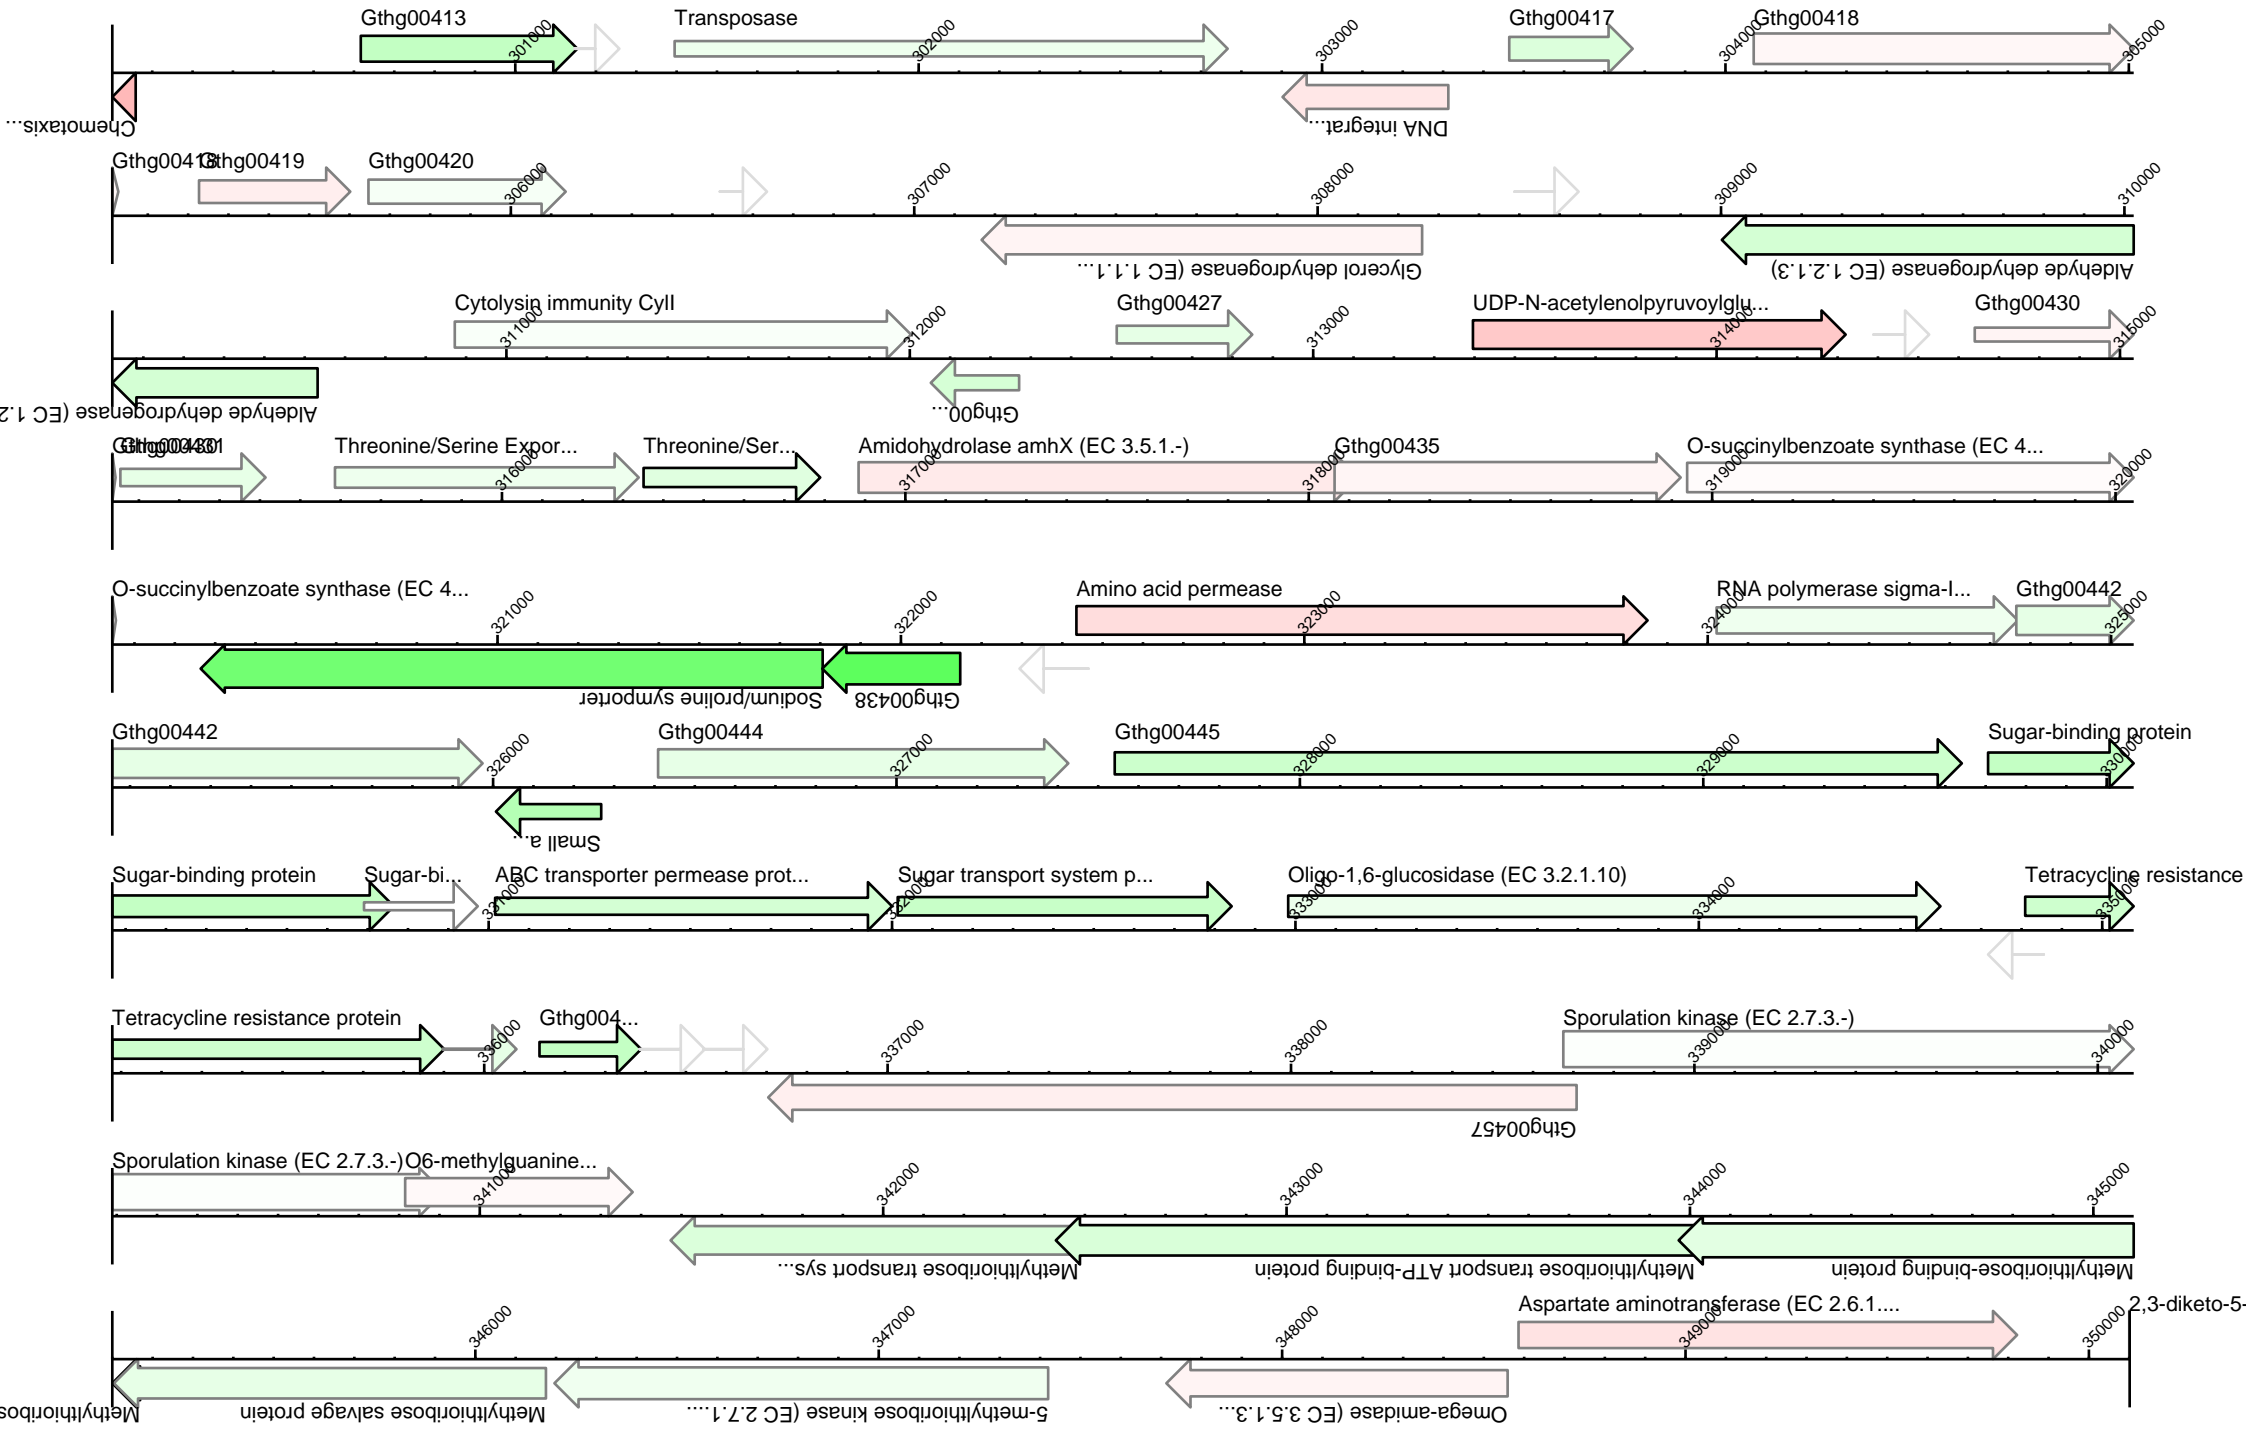 Gthg00413 Transposase Gthg00417 Gthg00418
301000 302000 303000 304000 305000
Chemotaxis... DNA integrat...
Gthg00418 Gthg00419 Gthg00420
306000 307000 308000 309000 310000
Glycerol dehydrogenase (EC 1.1.1... Aldehyde dehydrogenase (EC 1.2.1.3)
Cytolysin immunity CylI Gthg00427 UDP-N-acetylenolpyruvoylglu... Gthg00430
311000 312000 313000 314000 315000
Aldehyde dehydrogenase (EC 1.2. Gthg00...
Gthg00430 Gthg00431 Threonine/Serine Expor... Threonine/Ser... Amidohydrolase amhX (EC 3.5.1.-) Gthg00435 O-succinylbenzoate synthase (EC 4...
316000 317000 318000 319000 320000
O-succinylbenzoate synthase (EC 4... Amino acid permease RNA polymerase sigma-I... Gthg00442
321000 322000 323000 324000 325000
Sodium/proline symporter Gthg00438
Gthg00442 Gthg00444 Gthg00445 Sugar-binding protein
326000 327000 328000 329000 330000
Small a...
Sugar-binding protein Sugar-bi... ABC transporter permease prot... Sugar transport system p... Oligo-1,6-glucosidase (EC 3.2.1.10) Tetracycline resistance
331000 332000 333000 334000 335000
Tetracycline resistance protein Gthg004... Sporulation kinase (EC 2.7.3.-)
336000 337000 338000 339000 340000
Gthg00457
Sporulation kinase (EC 2.7.3.-) O6-methylguanine...
341000 342000 343000 344000 345000
Methylthioribose transport sys... Methylthioribose transport ATP-binding protein Methylthioribose-binding protein
Aspartate aminotransferase (EC 2.6.1.... 2,3-diketo-5-
346000 347000 348000 349000 350000
Methylthioribos Methylthioribose salvage protein 5-methylthioribose kinase (EC 2.7.1.... Omega-amidase (EC 3.5.1.3...